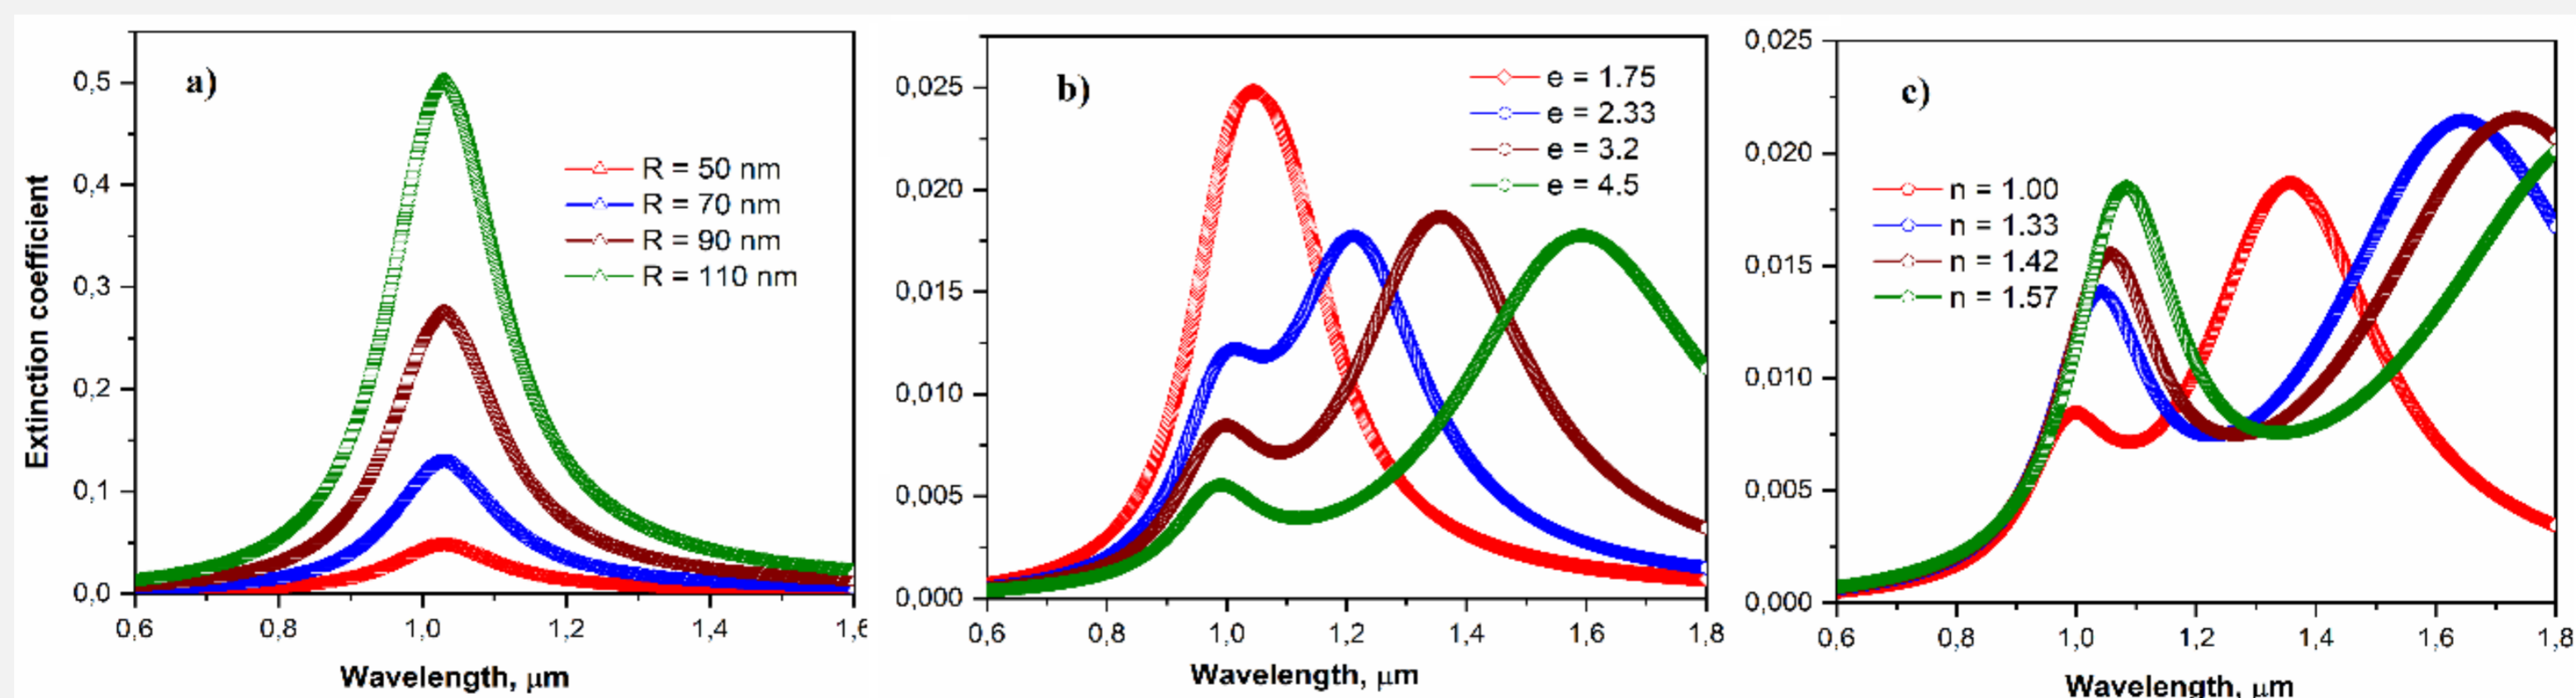 a)
Extinction coefficient
0,5
0,4
0,3
0,2
0,1
0,0
R = 50 nm
R = 70 nm
R = 90 nm
R = 110 nm
0,6 0,8 1,0 1,2 1,4 1,6
Wavelength, μm
b)
0,025
0,020
0,015
0,010
0,005
0,000
e = 1.75
e = 2.33
e = 3.2
e = 4.5
0,6 0,8 1,0 1,2 1,4 1,6 1,8
Wavelength, μm
c)
0,025
0,020
0,015
0,010
0,005
0,000
n = 1.00
n = 1.33
n = 1.42
n = 1.57
0,6 0,8 1,0 1,2 1,4 1,6 1,8
Wavelength, μm